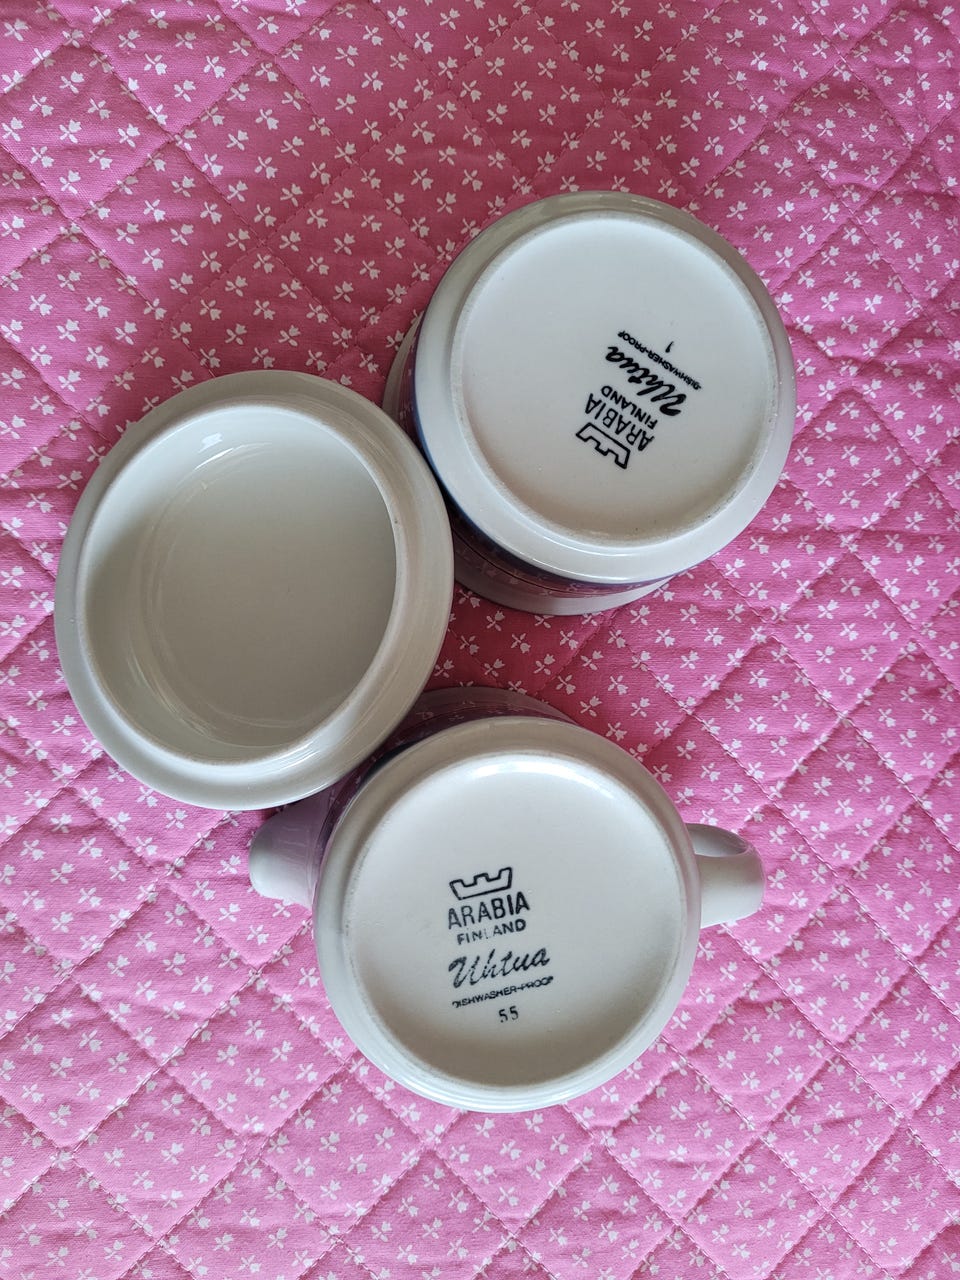 ARABIA
FINLAND
Uhtua
DISHWASHER-PROOF
1
ARABIA
FINLAND
Uhtua
DISHWASHER-PROOF
55